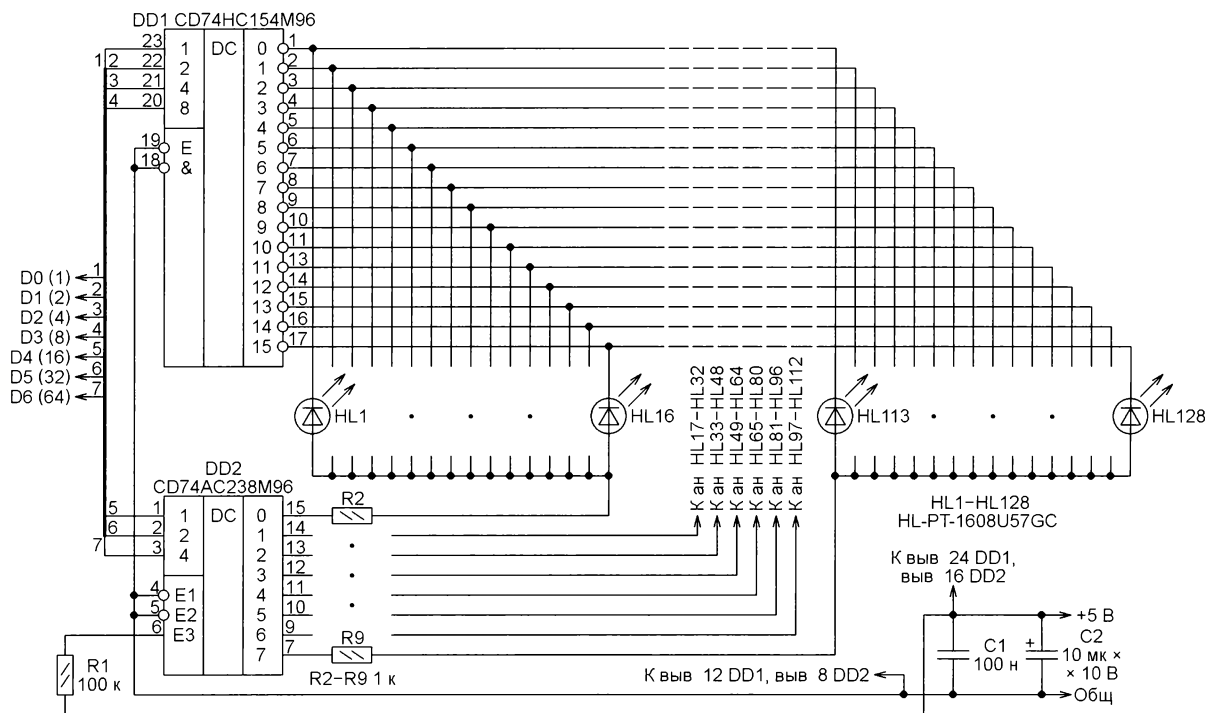 DD1 CD74HC154M96
23 1 DC 0 1
1 2 22 2 1 2
3 21 4 2 3
4 20 8 3 4
4 5
19 E 5 6
18 & 6 7
7 8
8 9
9 10
10 11
11 13
12 14
13 15
14 16
15 17
D0 (1) 1
D1 (2) 2
D2 (4) 3
D3 (8) 4
D4 (16) 5
D5 (32) 6
D6 (64) 7
HL1
HL16
К ан HL17-HL32
К ан HL33-HL48
К ан HL49-HL64
К ан HL65-HL80
К ан HL81-HL96
К ан HL97-HL112
HL113
HL128
HL1-HL128
HL-PT-1608U57GC
DD2
CD74AC238M96
5 1 1 DC 0 15 R2
6 2 2 1 14
7 3 4 2 13
3 12
4 E1 4 11
5 E2 5 10
6 E3 6 9
7 7 R9
R2-R9 1 к
R1
100 к
К выв 24 DD1,
выв 16 DD2
+5 В
C1
100 н
+ C2
10 мк ×
× 10 В
К выв 12 DD1, выв 8 DD2
Общ